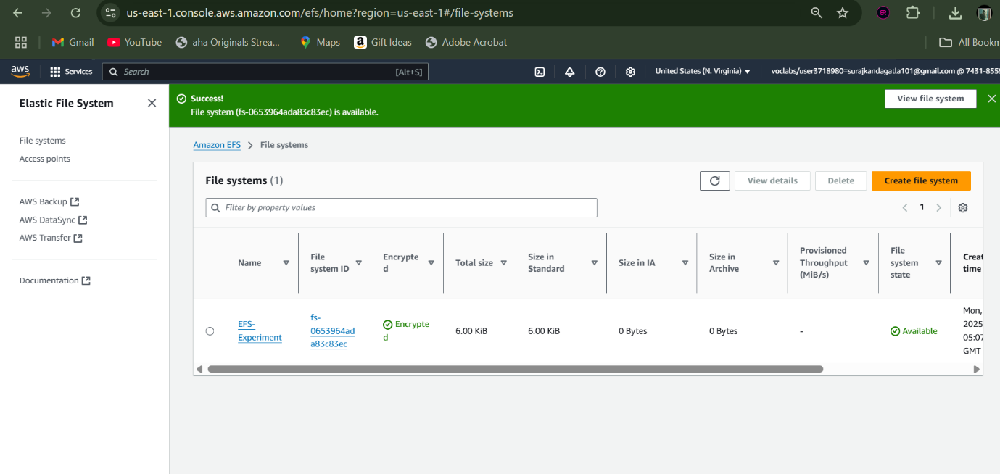 us-east-1.console.aws.amazon.com/efs/home?region=us-east-1#/file-systems
Gmail
YouTube
aha Originals Strea...
Maps
Gift Ideas
Adobe Acrobat
All Bookm
aws
Services
Search
[Alt+S]
United States (N. Virginia)
voclabs/user3718980=surajkandagatla101@gmail.com @ 7431-855
Elastic File System
File systems
Access points
AWS Backup
AWS DataSync
AWS Transfer
Documentation
Success!
File system (fs-0653964ada83c83ec) is available.
View file system
Amazon EFS
File systems
File systems (1)
View details
Delete
Create file system
Filter by property values
1
Name
File
system ID
Encrypte
d
Total size
Size in
Standard
Size in IA
Size in
Archive
Provisioned
Throughput
(MiB/s)
File
system
state
Creat
time
EFS-
Experiment
fs-
0653964ad
a83c83ec
Encrypte
d
6.00 KiB
6.00 KiB
0 Bytes
0 Bytes
-
Available
Mon,
2025
05:07
GMT